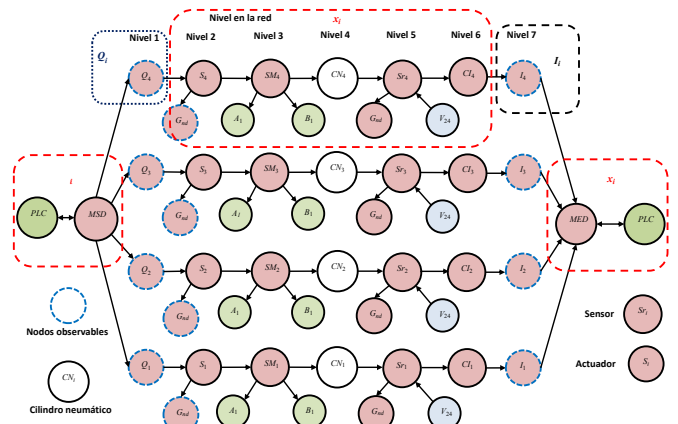 Nivel en la red
x_i
Nivel 1 Nivel 2 Nivel 3 Nivel 4 Nivel 5 Nivel 6 Nivel 7
Q_i
I_i
Q_4 S_4 SM_4 CN_4 Sr_4 CI_4 I_4
G_nd A_1 B_1 G_nd V_24
i
Q_3 S_3 SM_3 CN_3 Sr_3 CI_3 I_3
x_i
G_nd A_1 B_1 G_nd V_24
PLC MSD MED PLC
Q_2 S_2 SM_2 CN_2 Sr_2 CI_2 I_2
G_nd A_1 B_1 G_nd V_24
Nodos observables
Sensor Sr_i
Q_1 S_1 SM_1 CN_1 Sr_1 CI_1 I_1
Actuador S_i
CN_i
Cilindro neumático
G_nd A_1 B_1 G_nd V_24